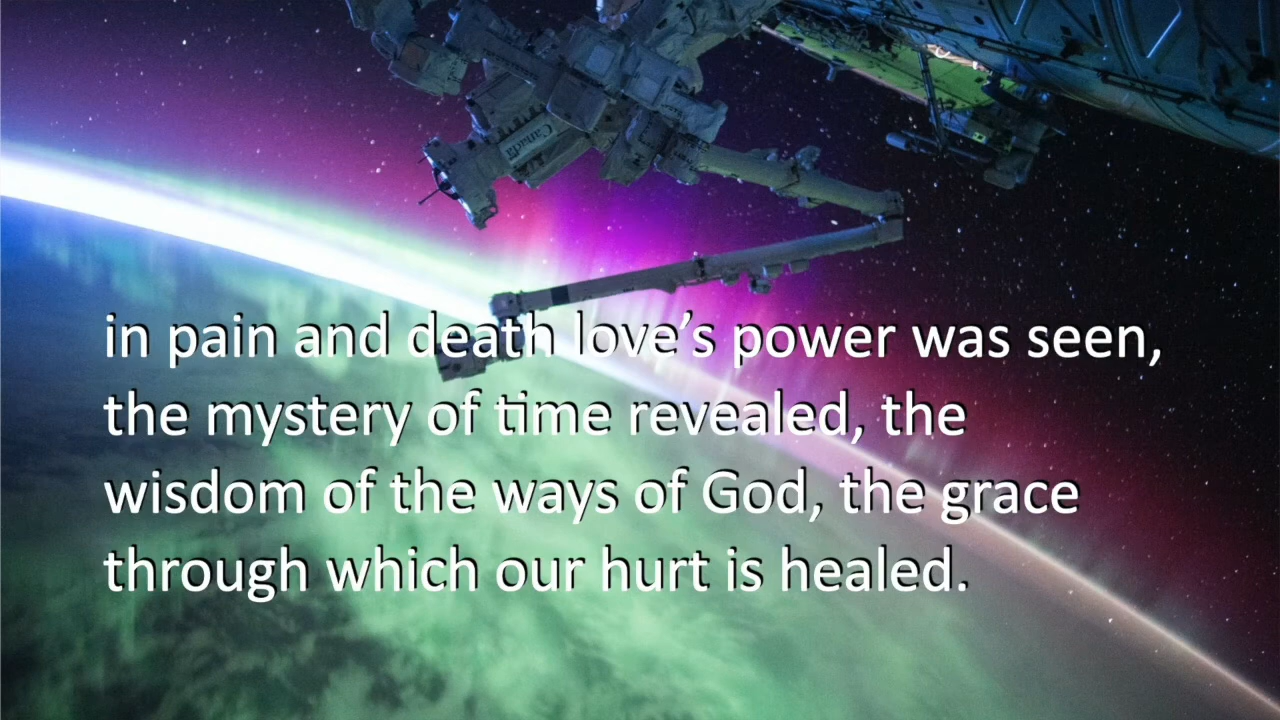 Canada
in pain and death love’s power was seen,
the mystery of time revealed, the
wisdom of the ways of God, the grace
through which our hurt is healed.